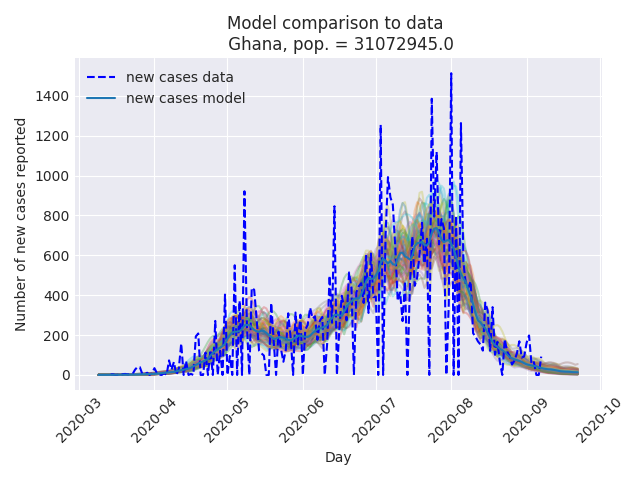 Model comparison to data
Ghana, pop. = 31072945.0
new cases data
new cases model
Number of new cases reported
1400
1200
1000
800
600
400
200
0
2020-03
2020-04
2020-05
2020-06
2020-07
2020-08
2020-09
2020-10
Day